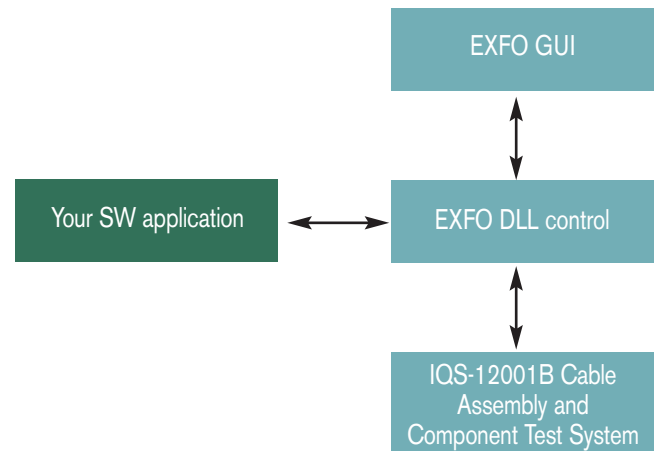 EXFO GUI
Your SW application
EXFO DLL control
IQS-12001B Cable
Assembly and
Component Test System